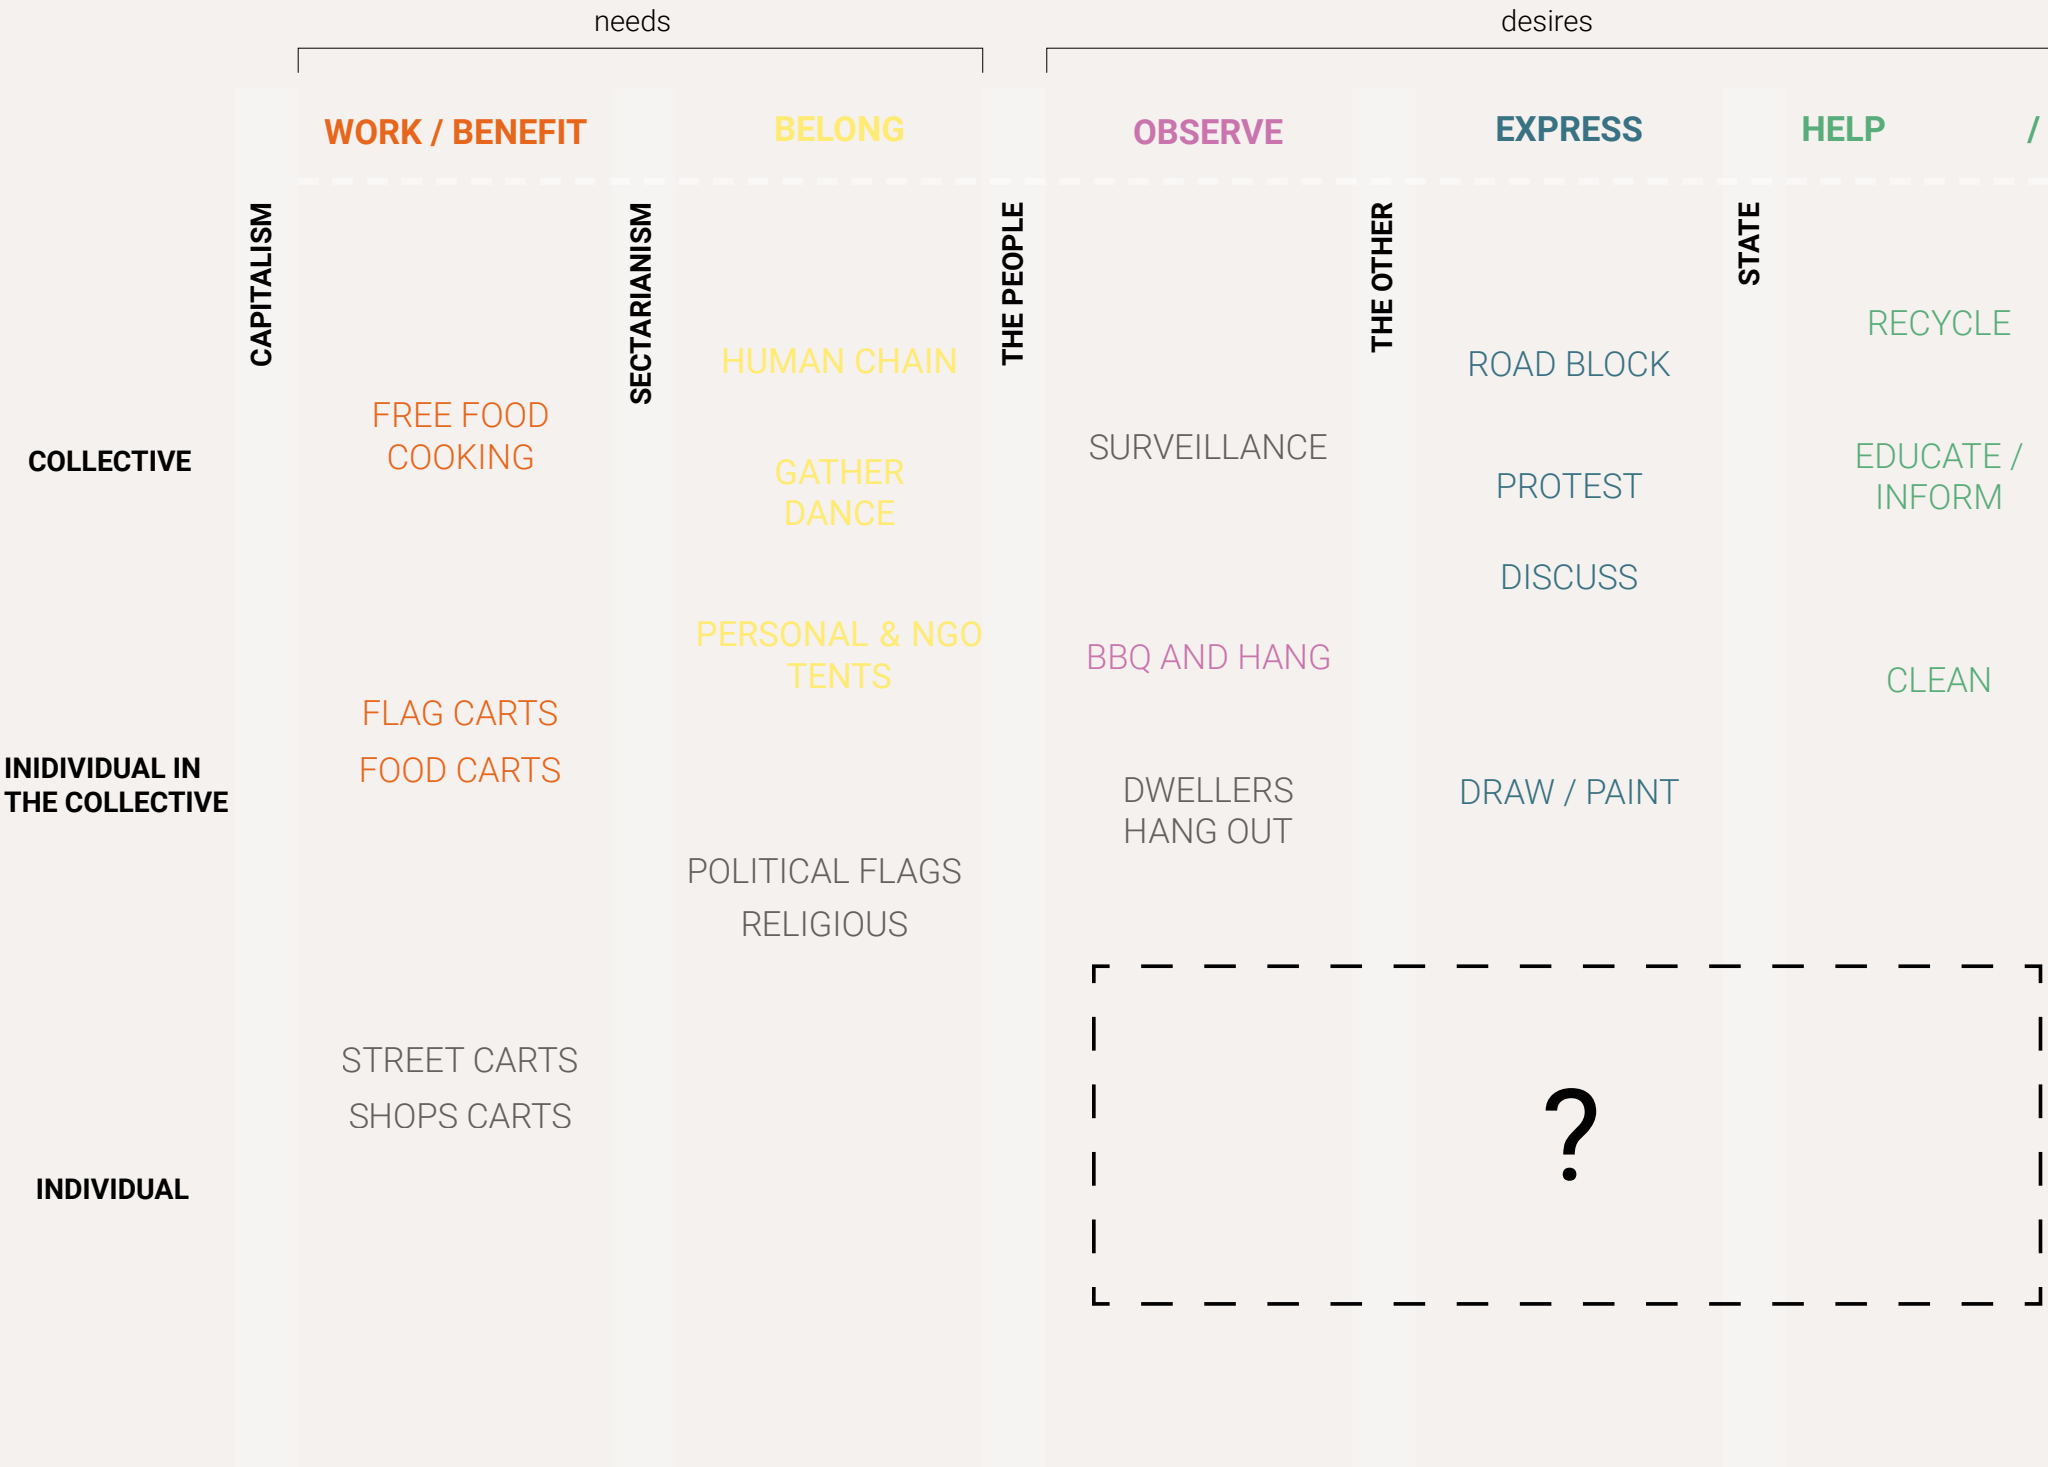 needs
desires
WORK / BENEFIT
BELONG
OBSERVE
EXPRESS
HELP /
CAPITALISM
SECTARIANISM
THE PEOPLE
THE OTHER
STATE
COLLECTIVE
FREE FOOD
COOKING
HUMAN CHAIN
GATHER
DANCE
SURVEILLANCE
ROAD BLOCK
PROTEST
DISCUSS
RECYCLE
EDUCATE /
INFORM
INIDIVIDUAL IN
THE COLLECTIVE
FLAG CARTS
FOOD CARTS
PERSONAL & NGO
TENTS
POLITICAL FLAGS
RELIGIOUS
BBQ AND HANG
DWELLERS
HANG OUT
DRAW / PAINT
CLEAN
INDIVIDUAL
STREET CARTS
SHOPS CARTS
?